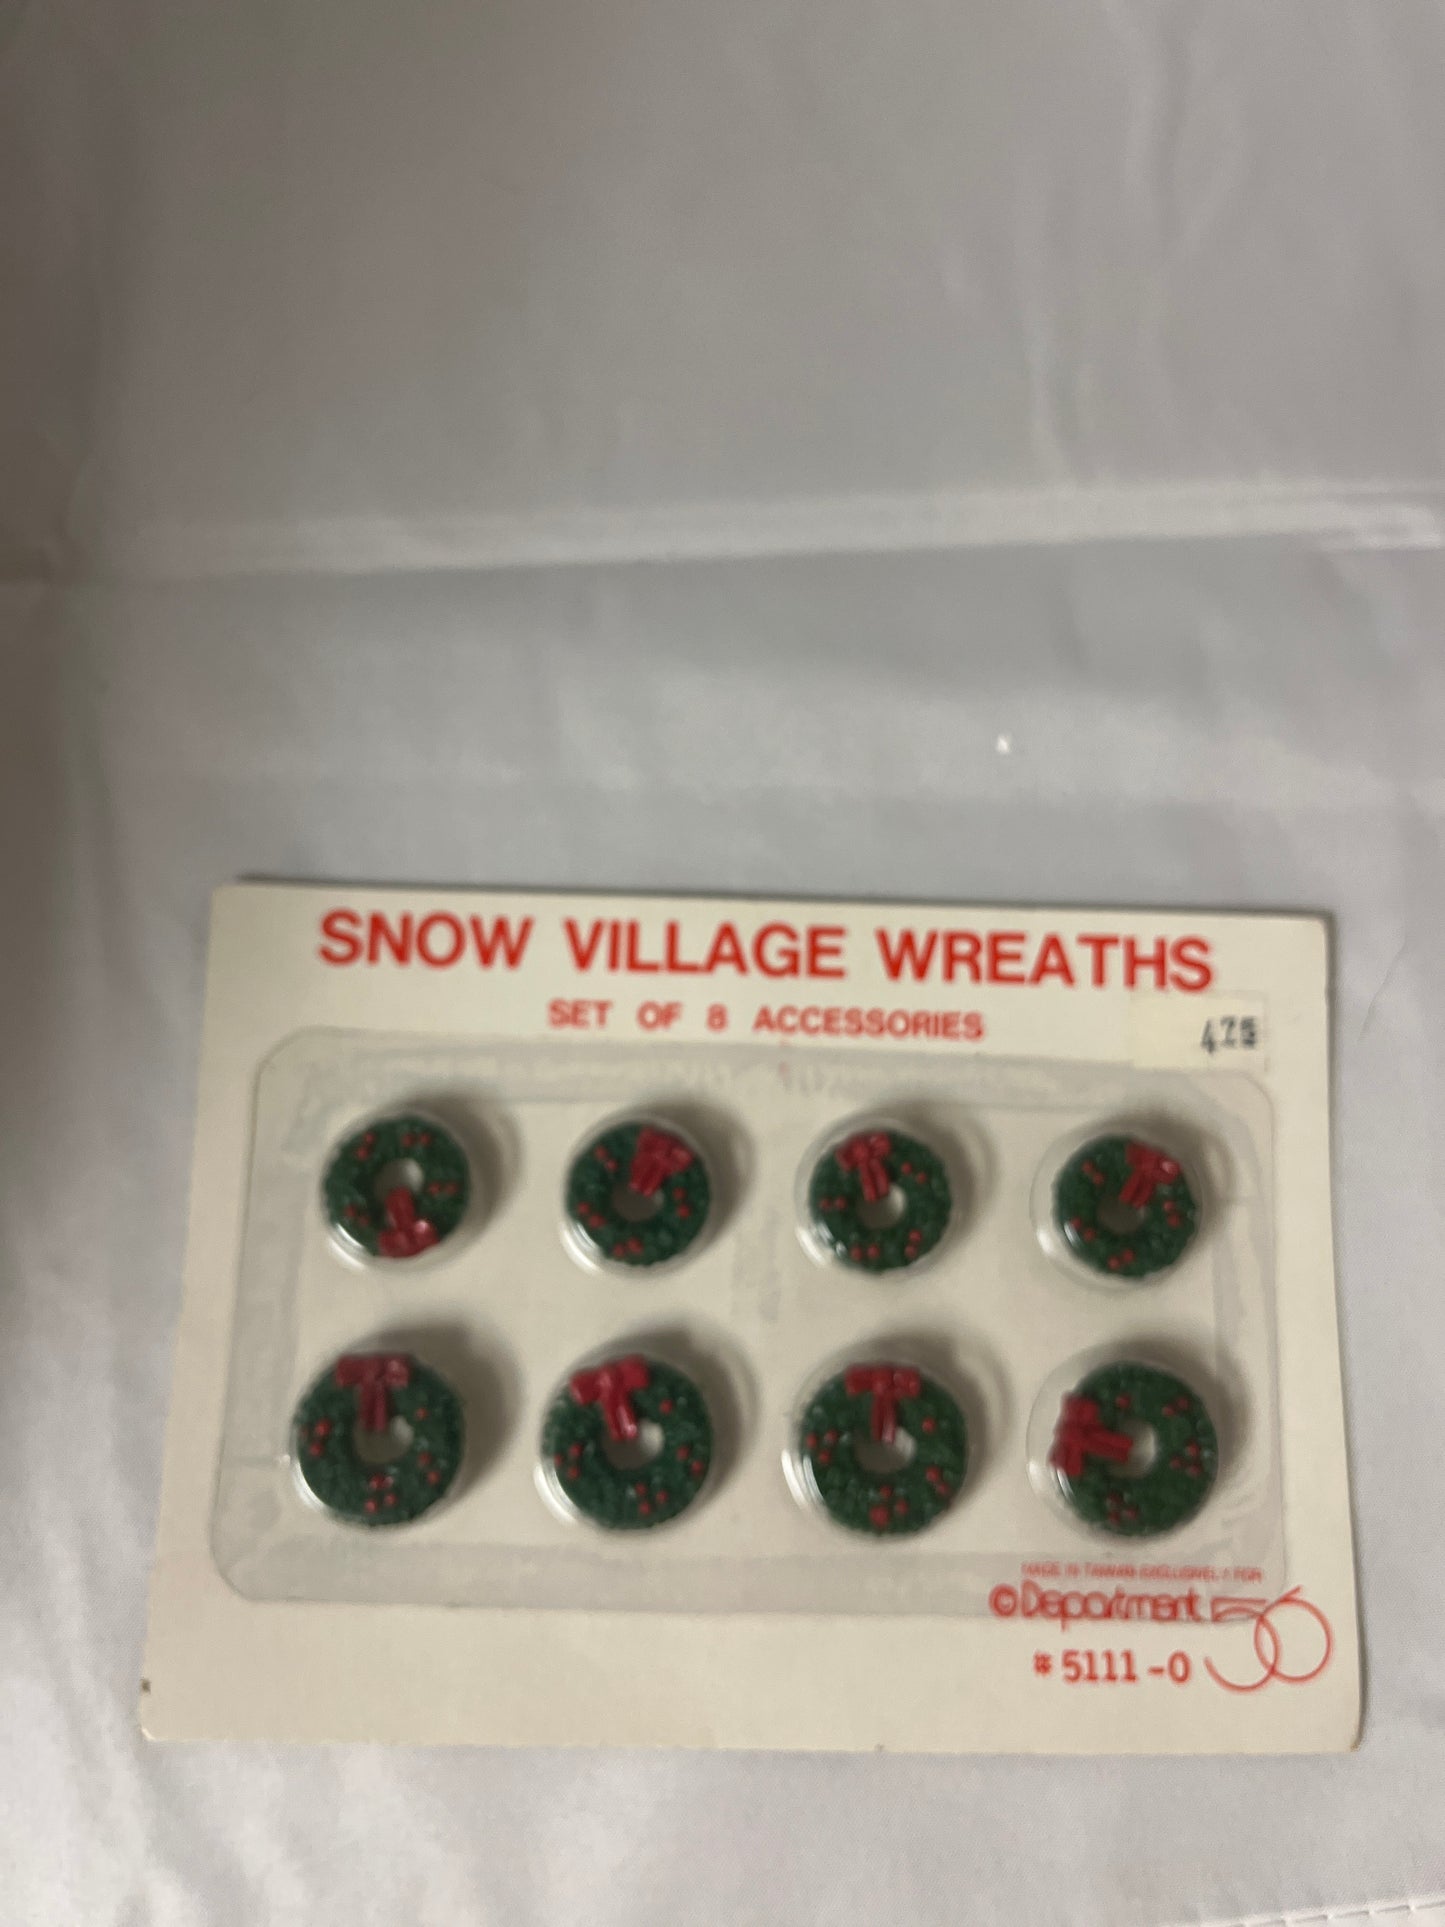 SNOW VILLAGE WREATHS
SET OF 8 ACCESSORIES
475
MADE IN TAIWAN EXCLUSIVELY FOR
©Department 56
# 5111-0